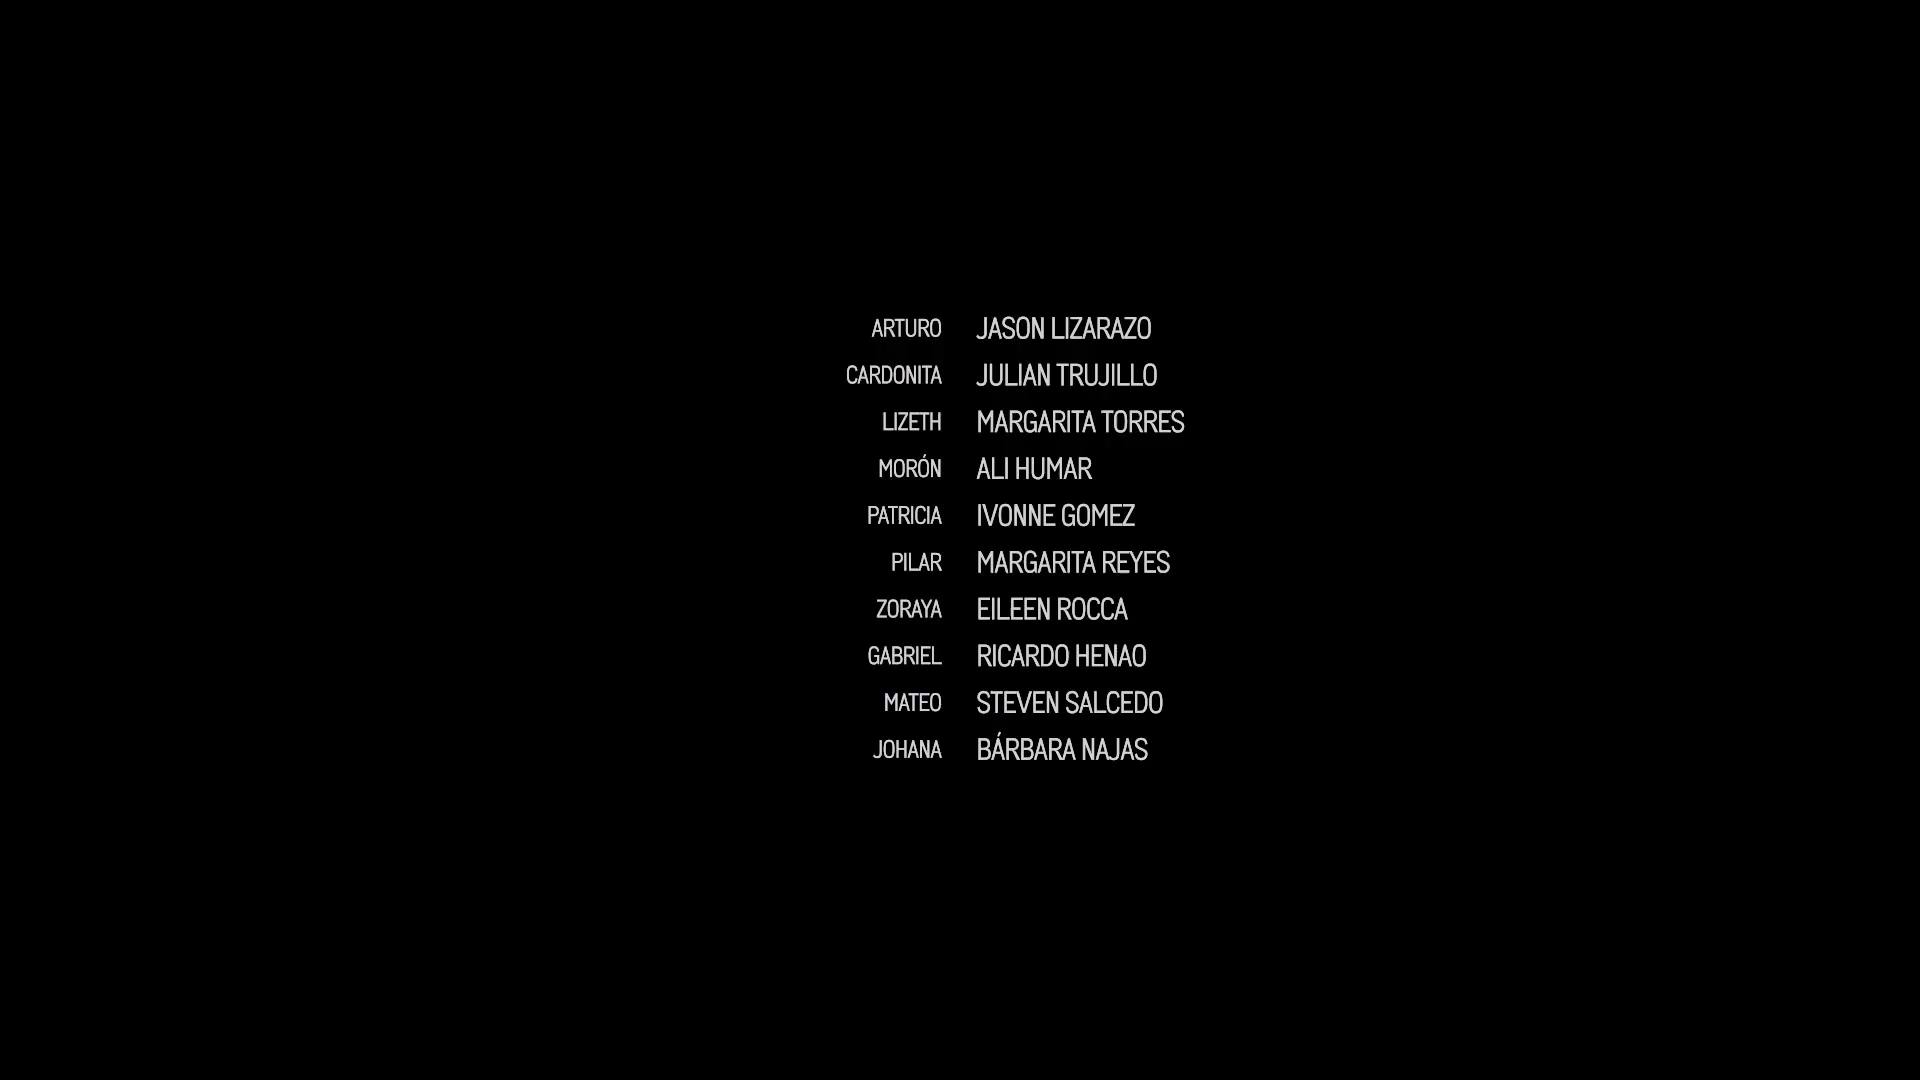 ARTURO JASON LIZARAZO
CARDONITA JULIAN TRUJILLO
LIZETH MARGARITA TORRES
MORÓN ALI HUMAR
PATRICIA IVONNE GOMEZ
PILAR MARGARITA REYES
ZORAYA EILEEN ROCCA
GABRIEL RICARDO HENAO
MATEO STEVEN SALCEDO
JOHANA BÁRBARA NAJAS